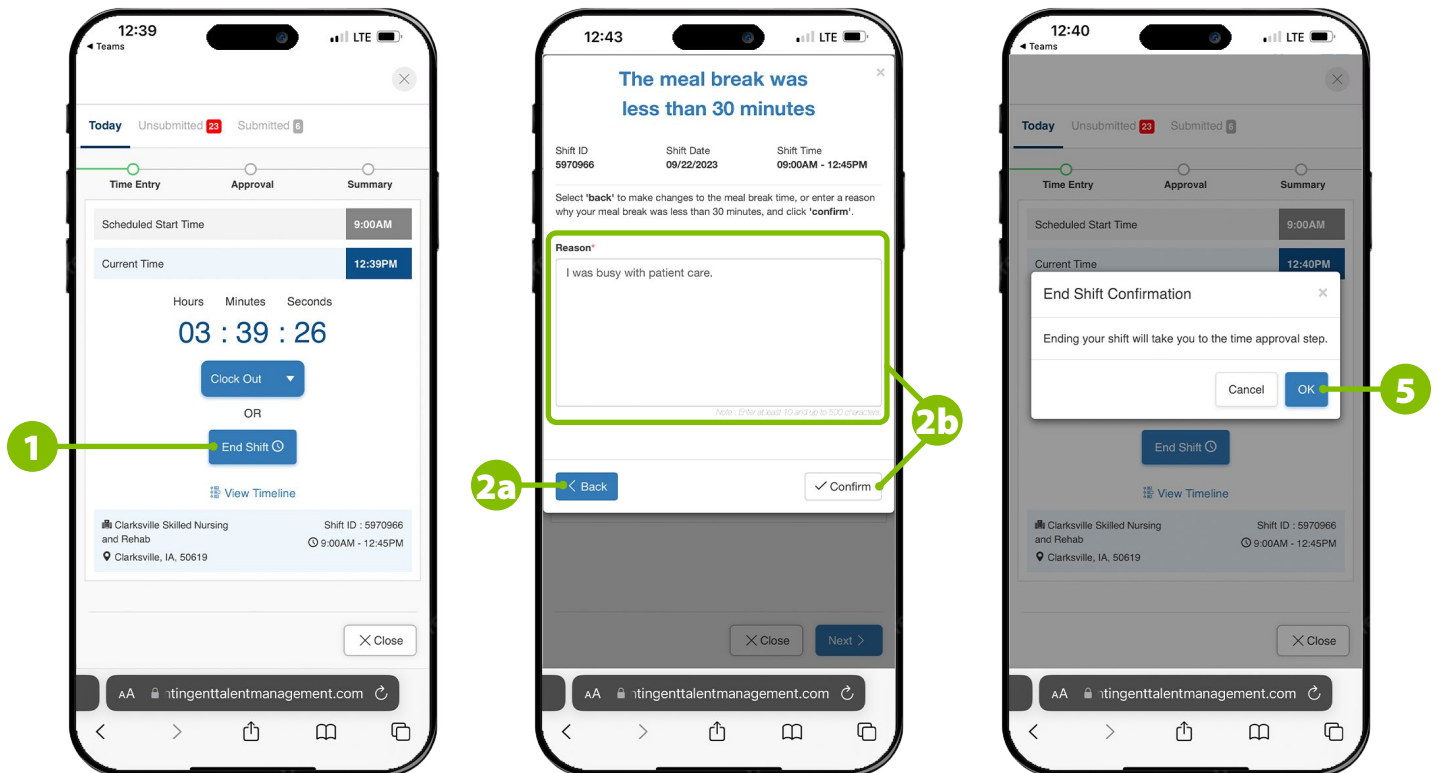 12:39
◄ Teams
LTE
Today Unsubmitted 23 Submitted 6
Time Entry Approval Summary
Scheduled Start Time 9:00AM
Current Time 12:39PM
Hours Minutes Seconds
03 : 39 : 26
Clock Out
OR
1
End Shift
View Timeline
Clarksville Skilled Nursing Shift ID : 5970966
and Rehab 9:00AM - 12:45PM
Clarksville, IA, 50619
Close
AA ntingenttalentmanagement.com
12:43
LTE
The meal break was
less than 30 minutes
×
Shift ID Shift Date Shift Time
5970966 09/22/2023 09:00AM - 12:45PM
Select 'back' to make changes to the meal break time, or enter a reason
why your meal break was less than 30 minutes, and click 'confirm'.
Reason*
I was busy with patient care.
Note : Enter at least 10 and up to 500 characters.
2b
2a
Back Confirm
Close Next
AA ntingenttalentmanagement.com
12:40
◄ Teams
LTE
Today Unsubmitted 23 Submitted 6
Time Entry Approval Summary
Scheduled Start Time 9:00AM
Current Time 12:40PM
End Shift Confirmation ×
Ending your shift will take you to the time approval step.
Cancel OK
5
End Shift
View Timeline
Clarksville Skilled Nursing Shift ID : 5970966
and Rehab 9:00AM - 12:45PM
Clarksville, IA, 50619
Close
AA ntingenttalentmanagement.com